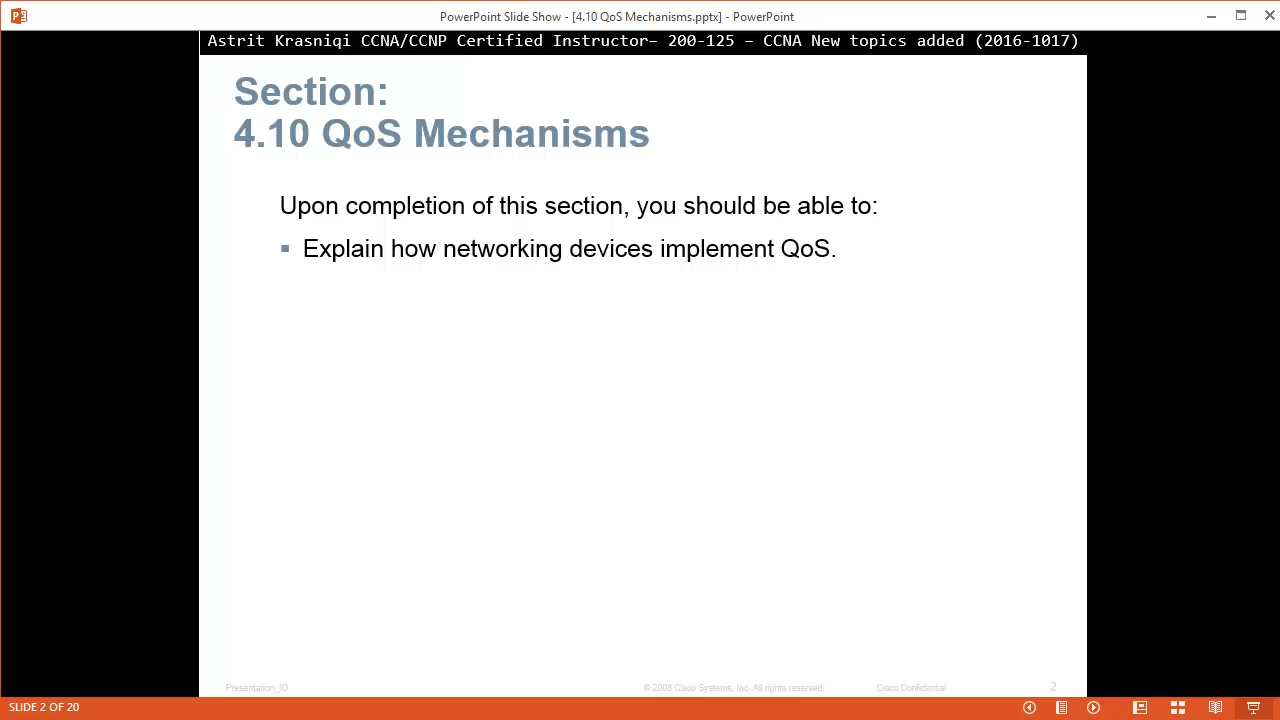 PowerPoint Slide Show - [4.10 QoS Mechanisms.pptx] - PowerPoint
Astrit Krasniqi CCNA/CCNP Certified Instructor– 200-125 – CCNA New topics added (2016-1017)
Section:
4.10 QoS Mechanisms
Upon completion of this section, you should be able to:
▪ Explain how networking devices implement QoS.
Presentation_ID © 2008 Cisco Systems, Inc. All rights reserved. Cisco Confidential 2
SLIDE 2 OF 20